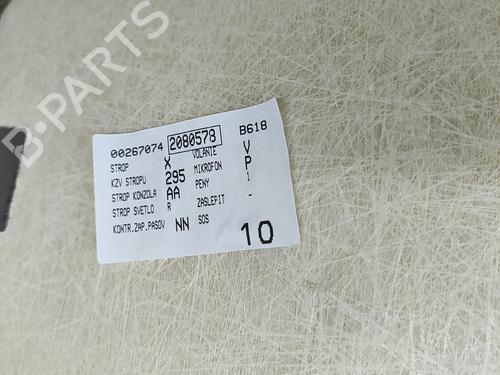 B-PARTS
00267074 2080578 B618
STROP X VOLANIE V
KZV STROPU 295 MIKROFON P
STROP KONZOLA AA PENY 1
STROP SVETLO R ZASLEPIT -
KONTR.ZAP.PASOV NN SOS
10